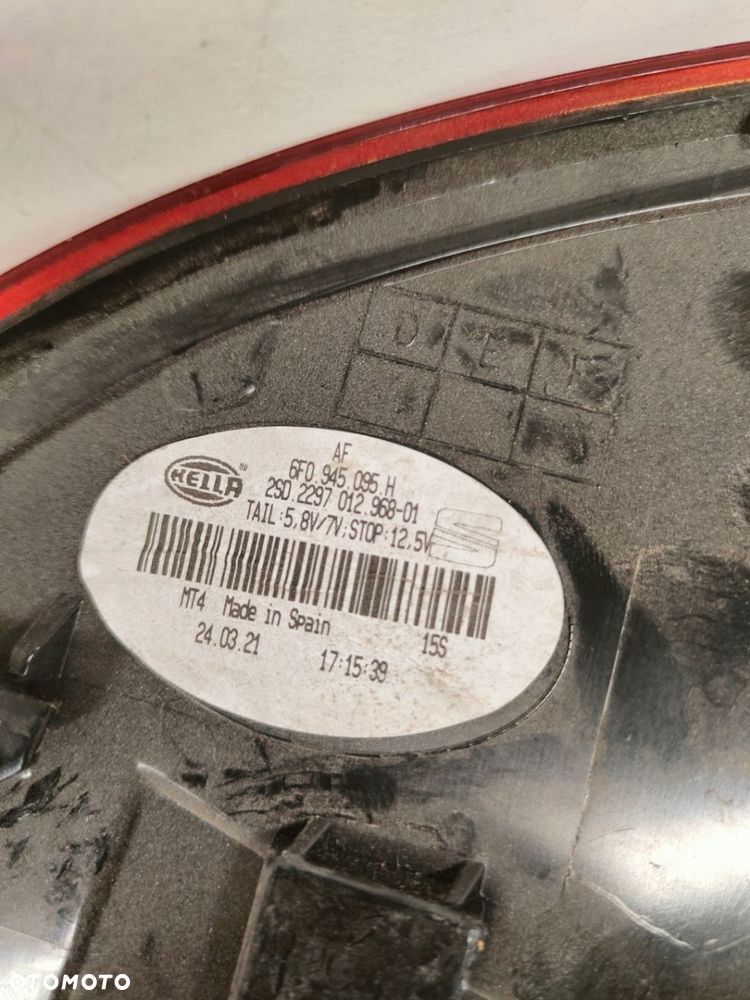 D E
AF
HELLA ®
6F0.945.095.H
2SD.2297 012.968-01
TAIL:5,8V/7V;STOP:12,5V
MT4 Made in Spain 15S
24.03.21 17:15:39
OTOMOTO